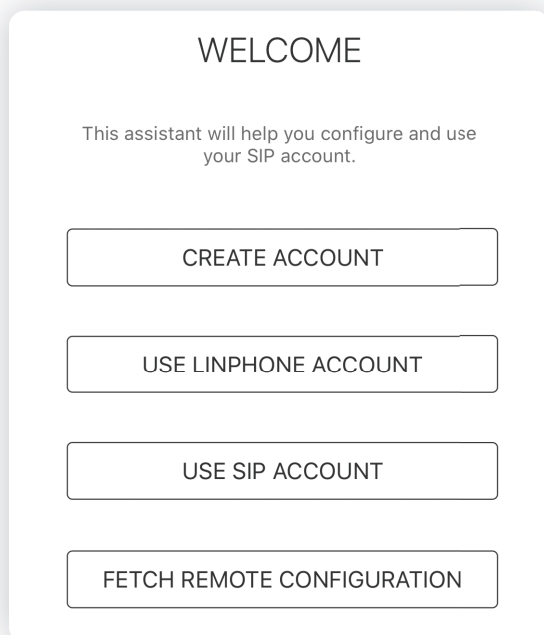 WELCOME
This assistant will help you configure and use
your SIP account.
CREATE ACCOUNT
USE LINPHONE ACCOUNT
USE SIP ACCOUNT
FETCH REMOTE CONFIGURATION